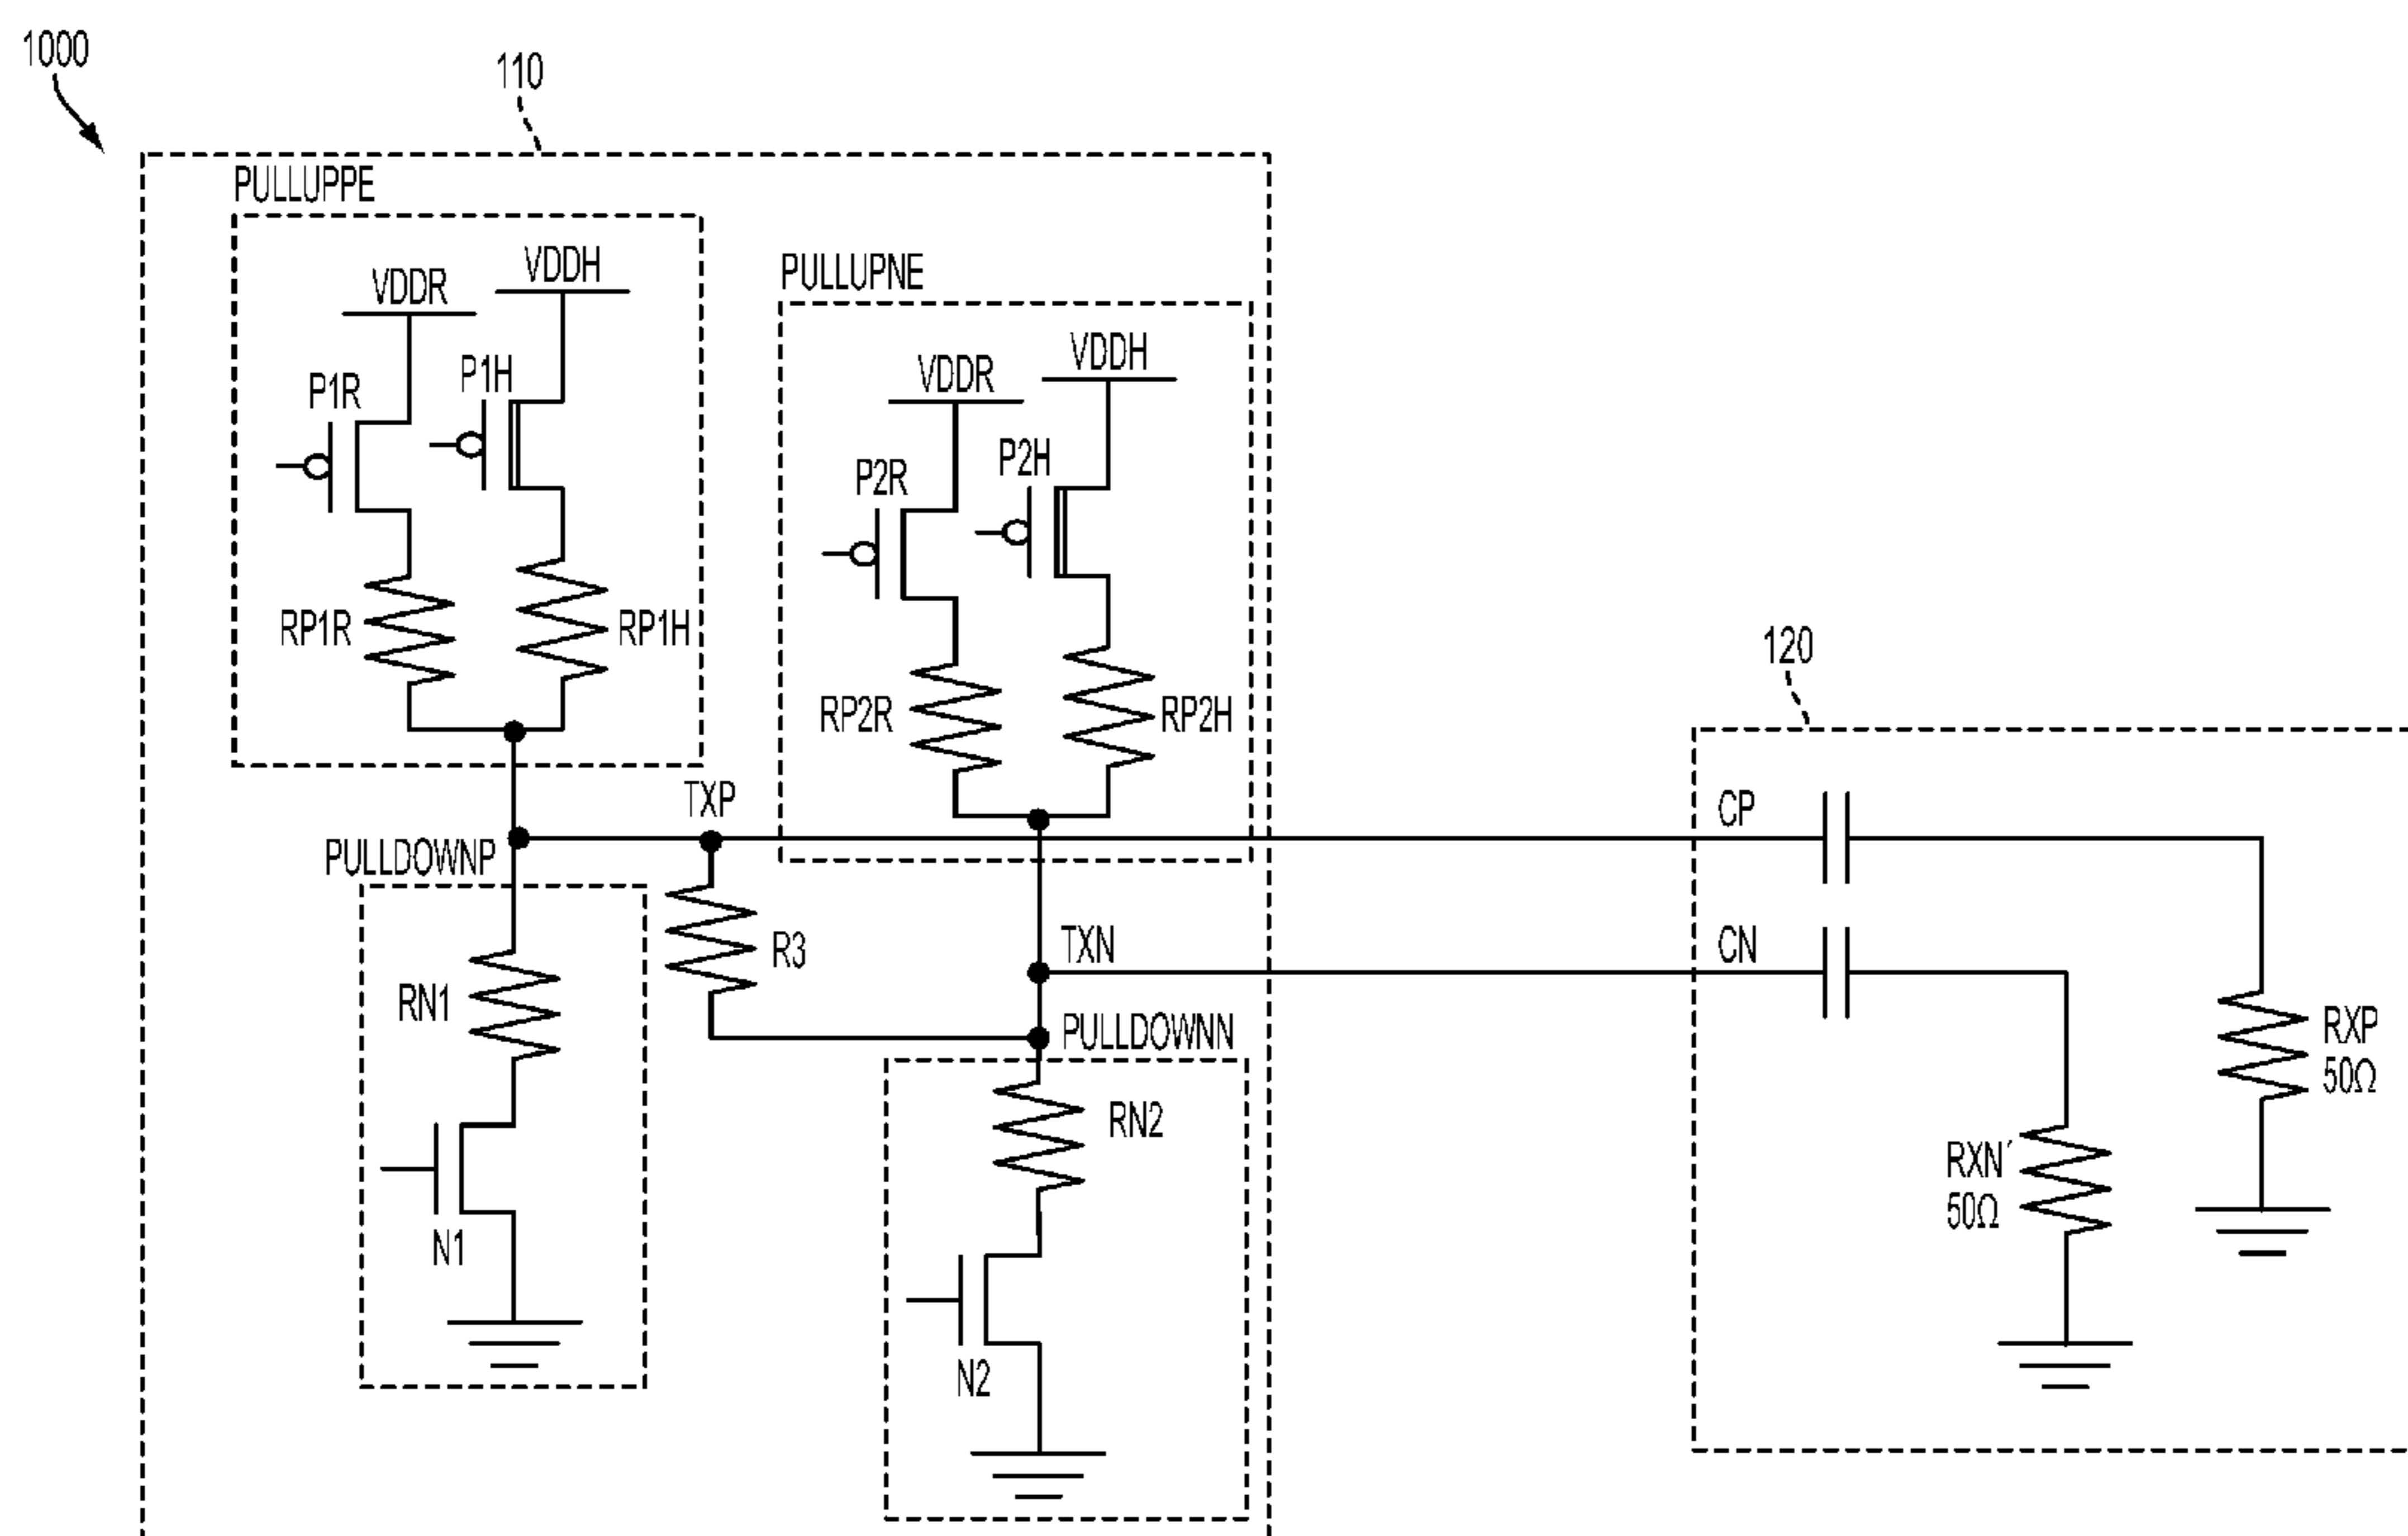 1000
110
PULLUPPE
VDDR
VDDH
P1R
P1H
RP1R
RP1H
PULLUPNE
VDDR
VDDH
P2R
P2H
RP2R
RP2H
TXP
PULLDOWNP
RN1
N1
R3
TXN
PULLDOWNN
RN2
N2
120
CP
CN
RXP
50Ω
RXN´
50Ω